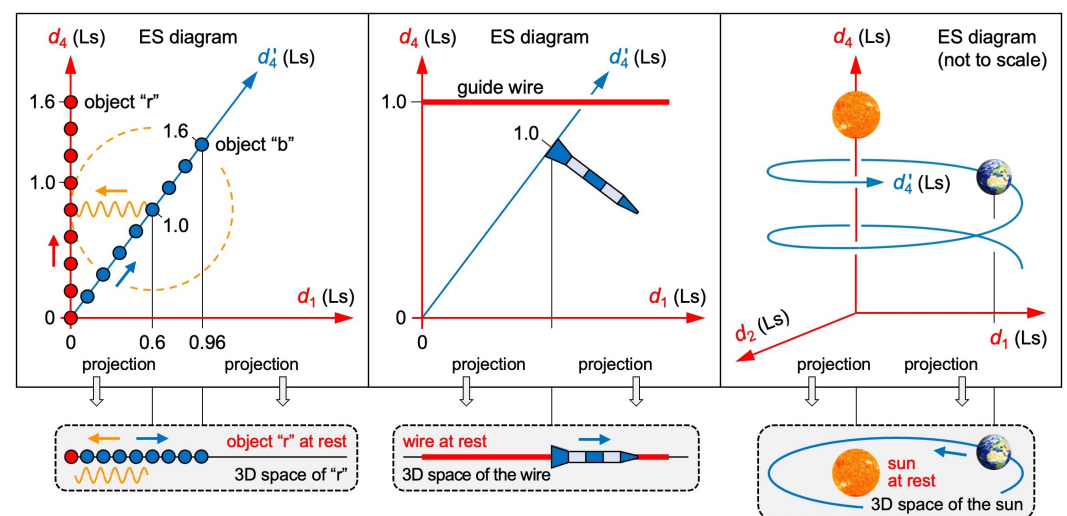 d4 (Ls)
ES diagram
d'4 (Ls)
1.6
object “r”
1.6
object “b”
1.0
1.0
d1 (Ls)
0
0
0.6
0.96
projection
projection
object “r” at rest
3D space of “r”
d4 (Ls)
ES diagram
d'4 (Ls)
guide wire
1.0
1.0
d1 (Ls)
0
0
projection
projection
wire at rest
3D space of the wire
d4 (Ls)
ES diagram
(not to scale)
d'4 (Ls)
d2 (Ls)
d1 (Ls)
projection
projection
sun
at rest
3D space of the sun